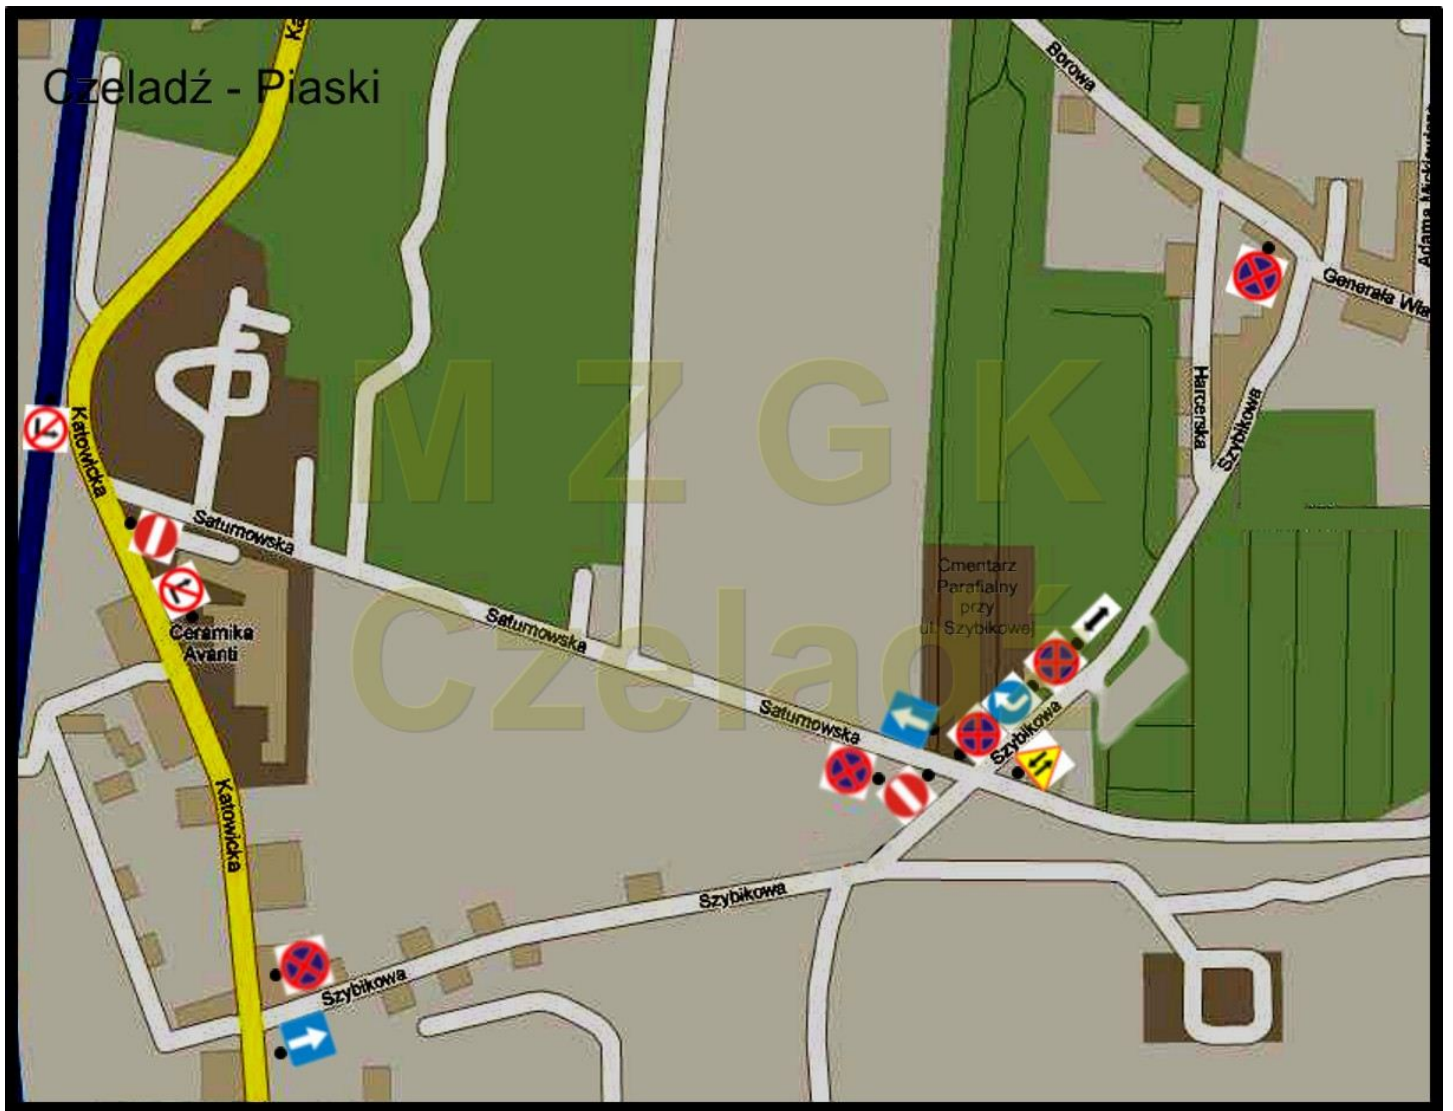 Ka
Czeladź - Piaski
Borowa
Adama Mickiewicza
Generała Wła
Harcerska
Szybikowa
M Z G K
Katowicka
Saturnowska
Cmentarz
Parafialny
przy
ul. Szybikowej
Czeladź
Saturnowska
Ceramika
Avanti
Saturnowska
Szybikowa
Katowicka
Szybikowa
Szybikowa